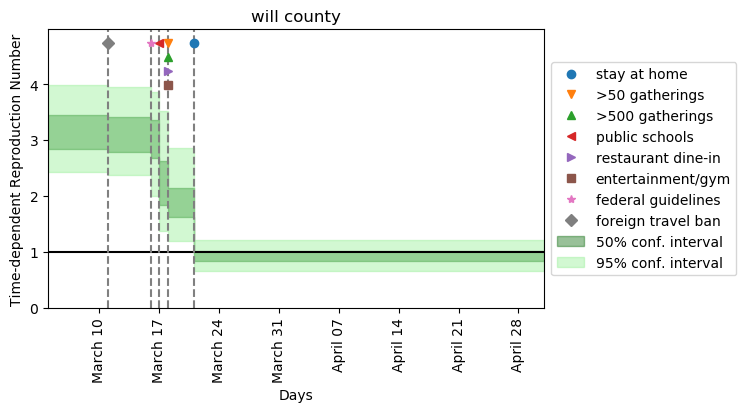 will county
Time-dependent Reproduction Number
4
3
2
1
0
March 10
March 17
March 24
March 31
April 07
April 14
April 21
April 28
Days
stay at home
>50 gatherings
>500 gatherings
public schools
restaurant dine-in
entertainment/gym
federal guidelines
foreign travel ban
50% conf. interval
95% conf. interval